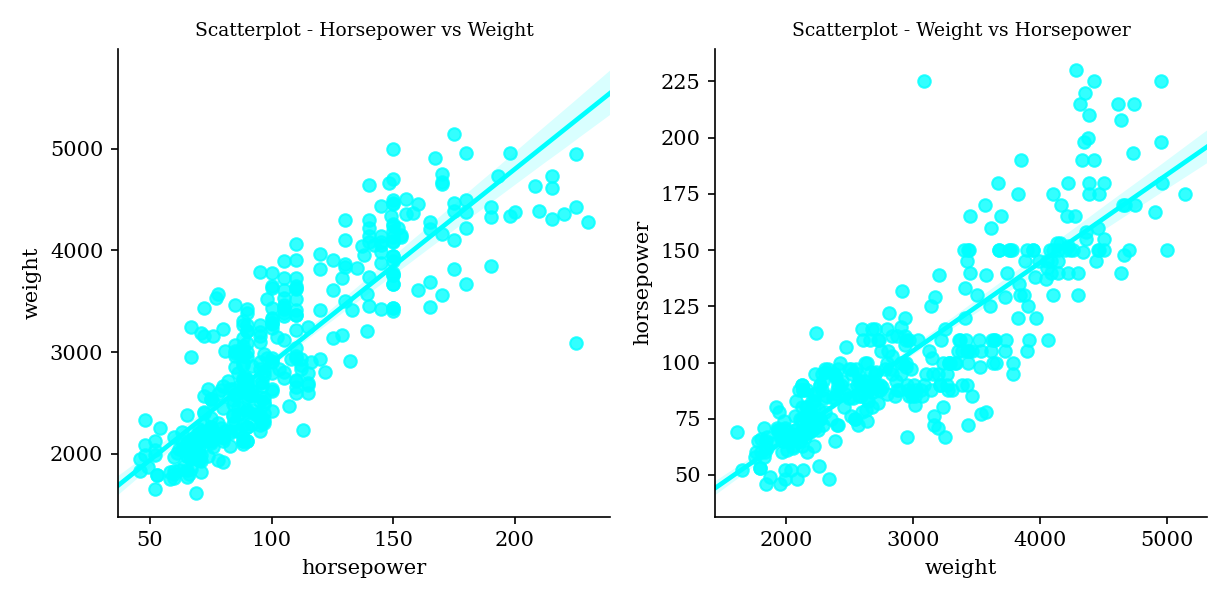 Scatterplot - Horsepower vs Weight
weight
5000
4000
3000
2000
50 100 150 200
horsepower
Scatterplot - Weight vs Horsepower
horsepower
225
200
175
150
125
100
75
50
2000 3000 4000 5000
weight